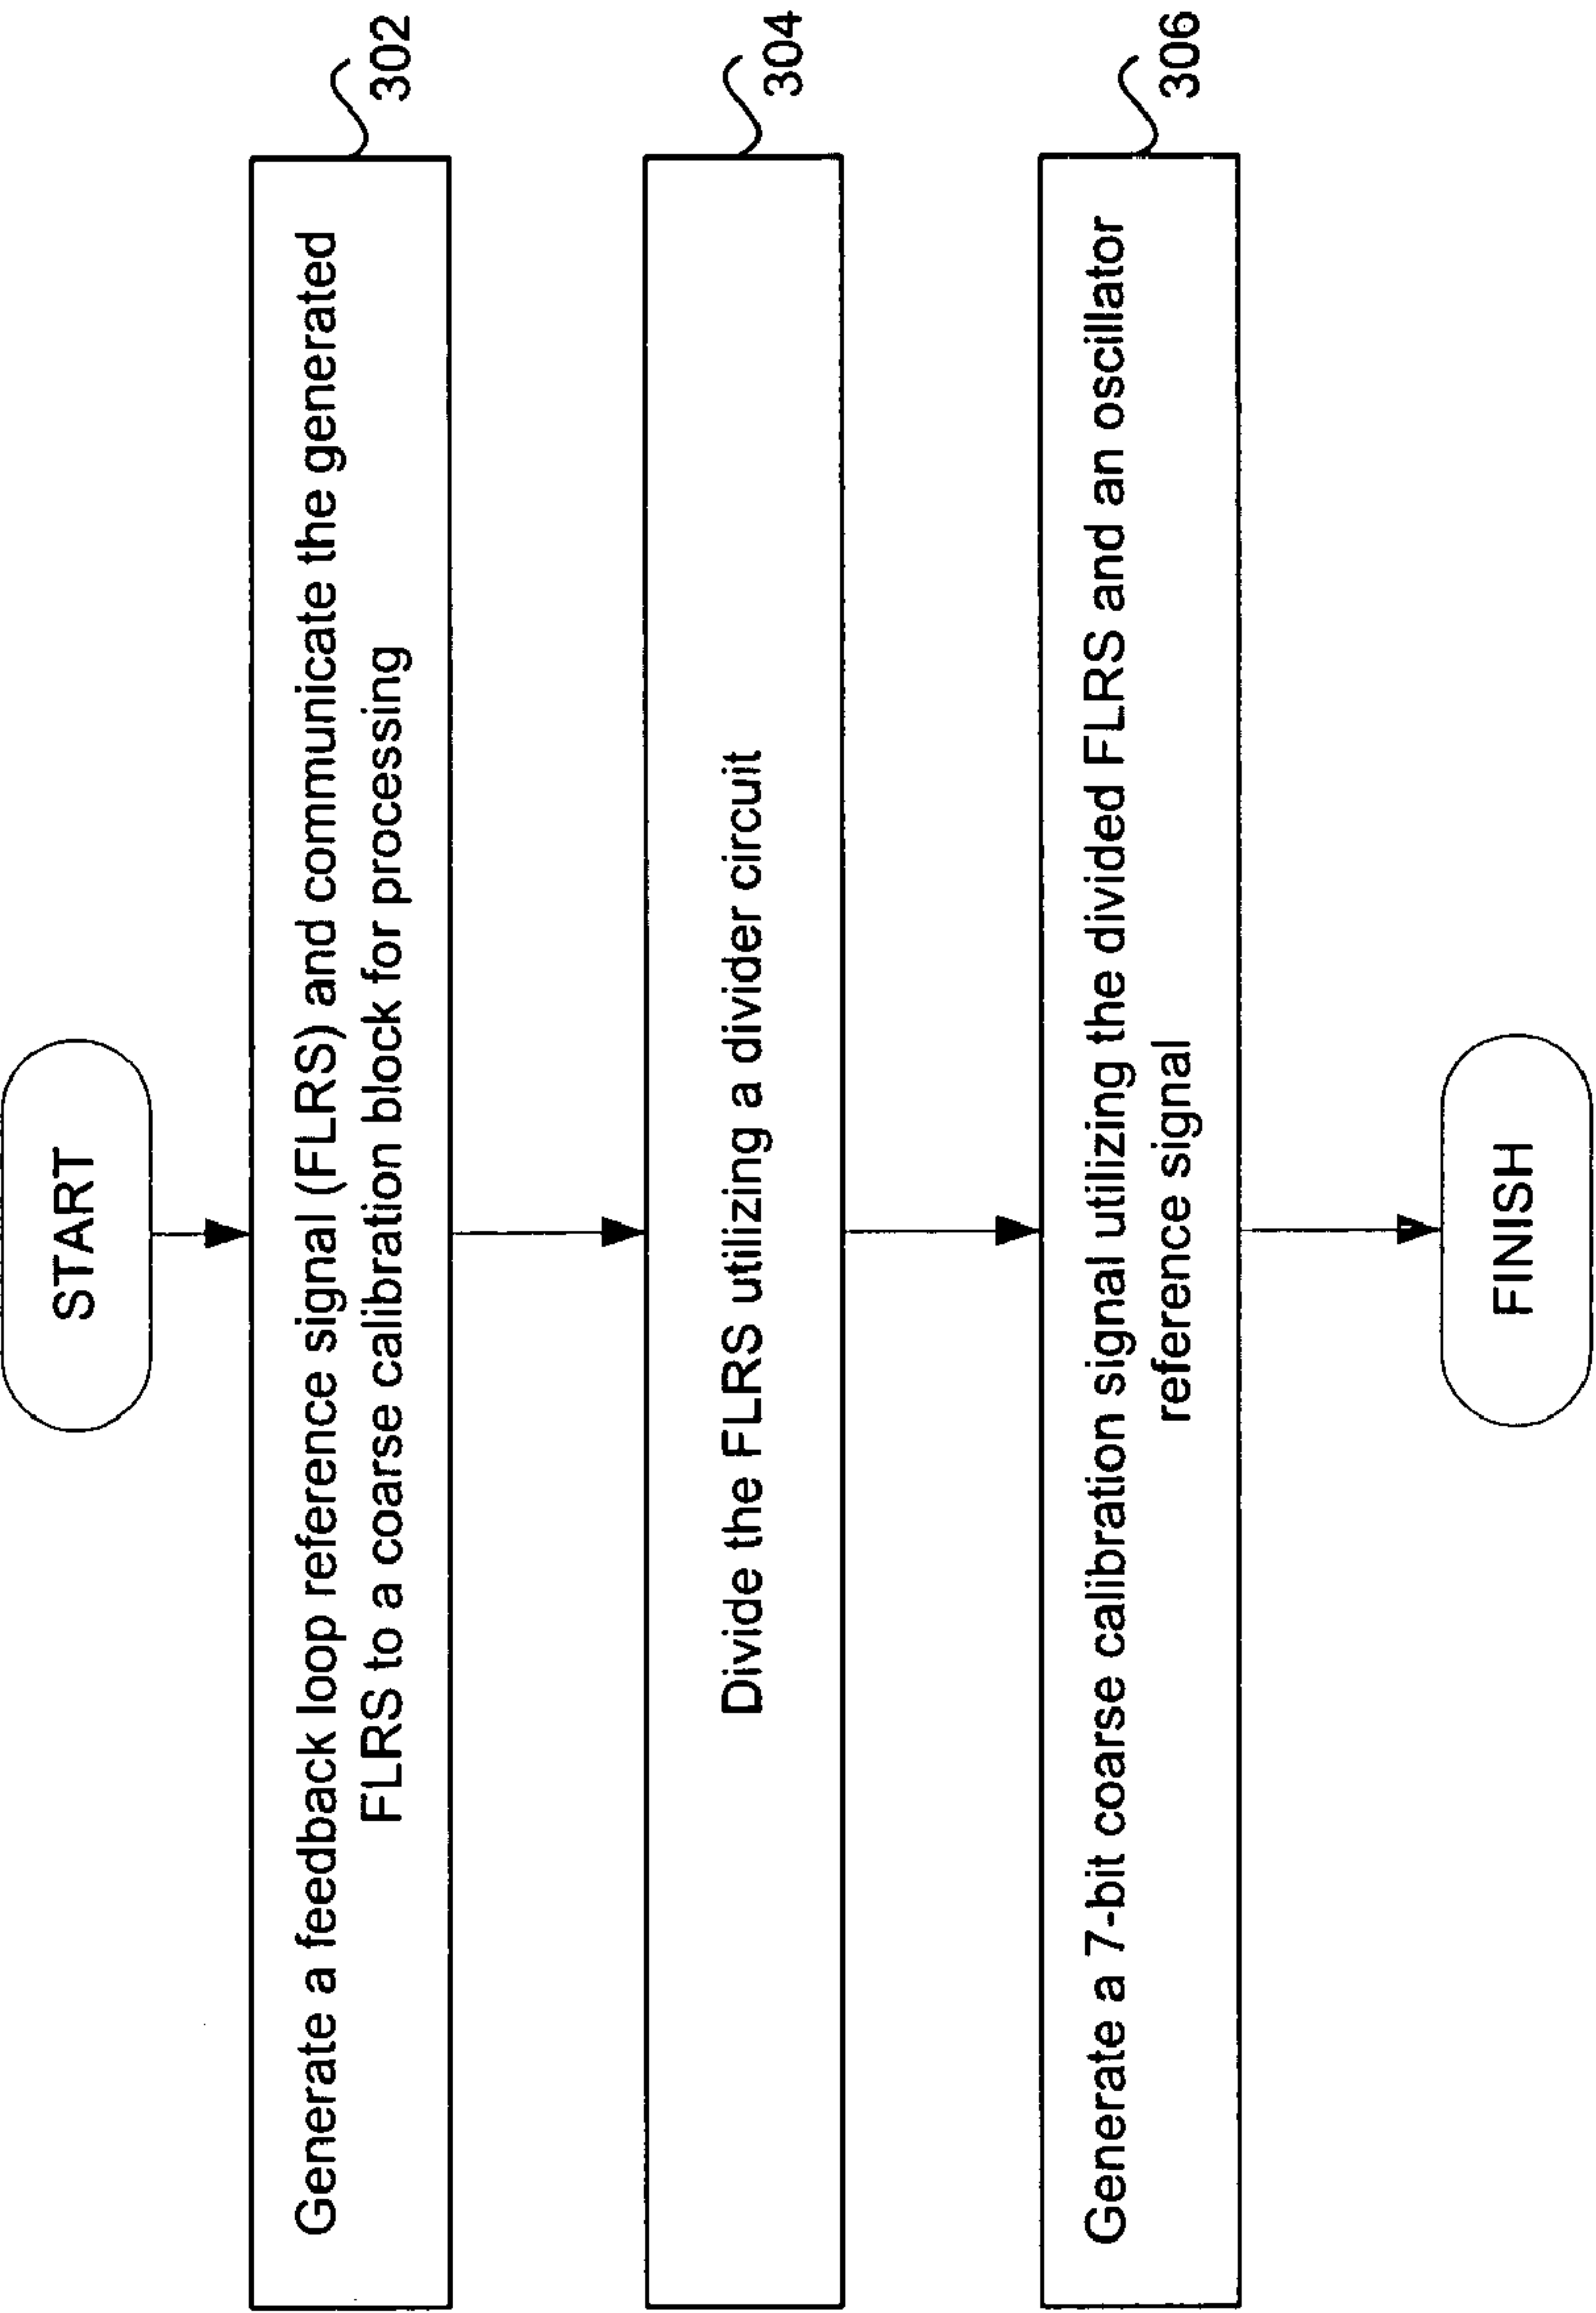 START
302
Generate a feedback loop reference signal (FLRS) and communicate the generated
FLRS to a coarse calibration block for processing
304
Divide the FLRS utilizing a divider circuit
306
Generate a 7-bit coarse calibration signal utilizing the divided FLRS and an oscillator
reference signal
FINISH